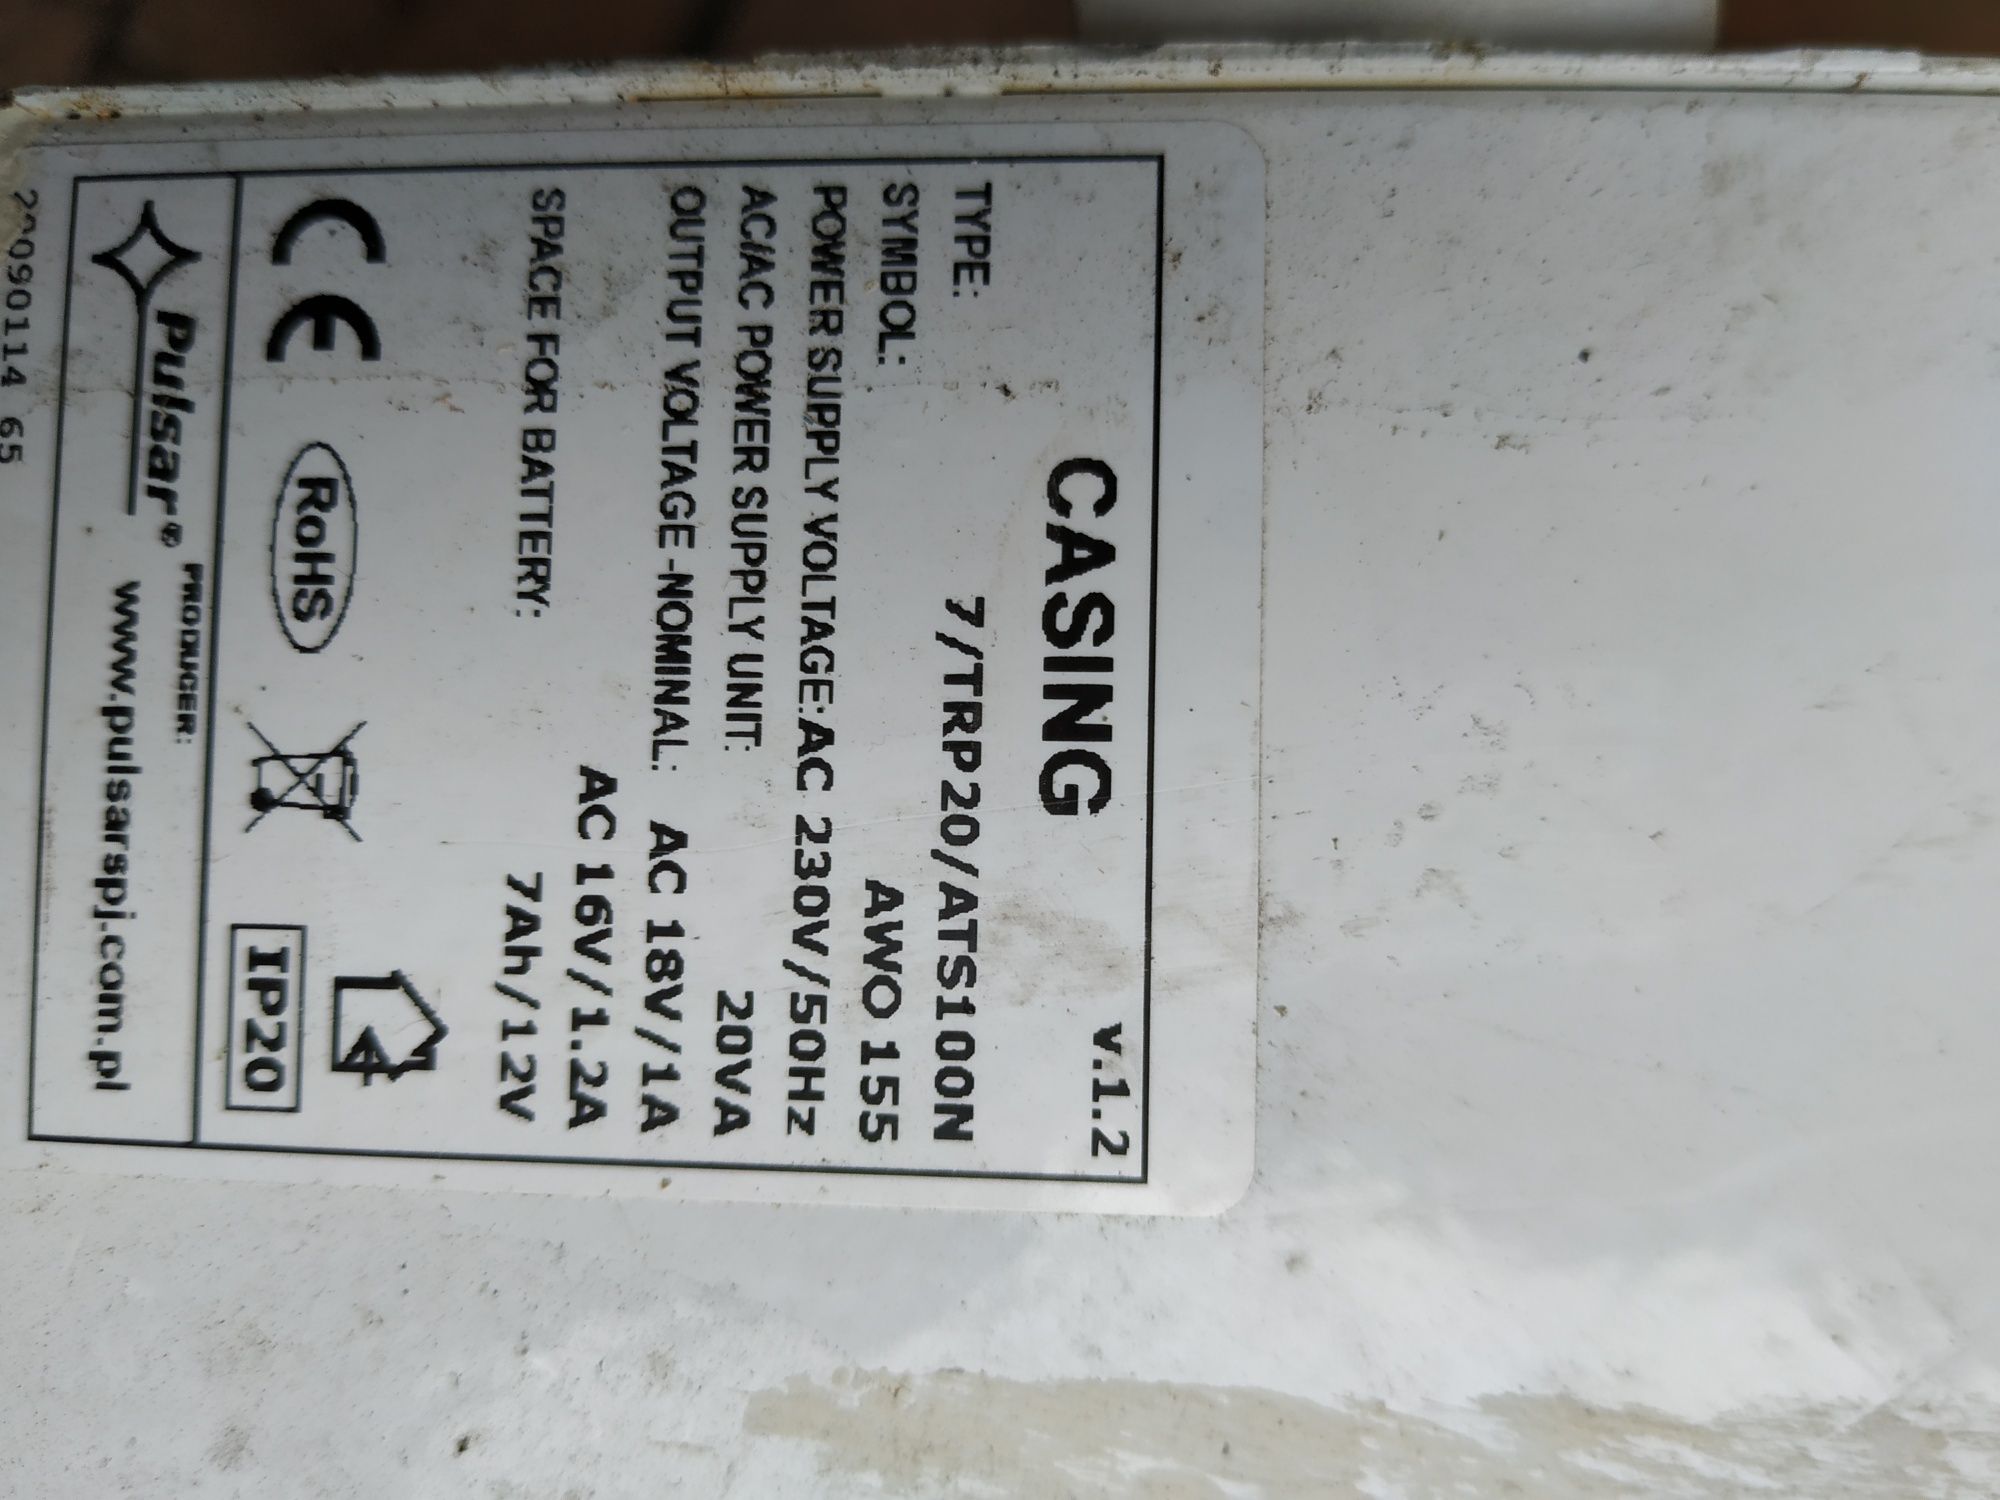 CASING
v.1.2
TYPE: 7/TRP20/ATS100N
SYMBOL: AWO 155
POWER SUPPLY VOLTAGE: AC 230V/50Hz
AC/AC POWER SUPPLY UNIT: 20VA
OUTPUT VOLTAGE -NOMINAL: AC 18V/1A
AC 16V/1.2A
SPACE FOR BATTERY: 7Ah/12V
CE RoHS IP20
PRODUCER:
Pulsar® www.pulsarspj.com.pl
65